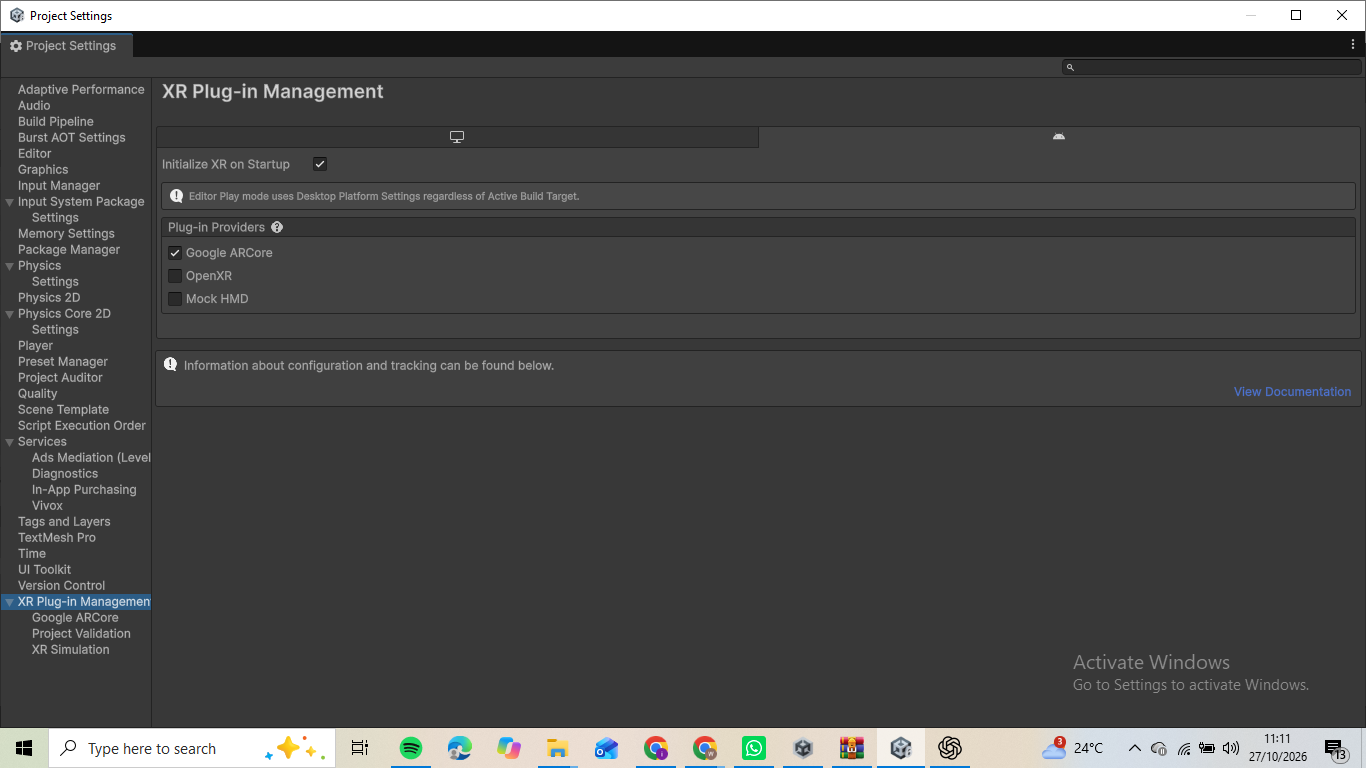 Project Settings
Project Settings
Adaptive Performance
Audio
Build Pipeline
Burst AOT Settings
Editor
Graphics
Input Manager
Input System Package
Settings
Memory Settings
Package Manager
Physics
Settings
Physics 2D
Physics Core 2D
Settings
Player
Preset Manager
Project Auditor
Quality
Scene Template
Script Execution Order
Services
Ads Mediation (Level
Diagnostics
In-App Purchasing
Vivox
Tags and Layers
TextMesh Pro
Time
UI Toolkit
Version Control
XR Plug-in Managemen
Google ARCore
Project Validation
XR Simulation
XR Plug-in Management
Initialize XR on Startup
Editor Play mode uses Desktop Platform Settings regardless of Active Build Target.
Plug-in Providers
Google ARCore
OpenXR
Mock HMD
Information about configuration and tracking can be found below.
View Documentation
Activate Windows
Go to Settings to activate Windows.
Type here to search
3
24°C
11:11
27/10/2026
13